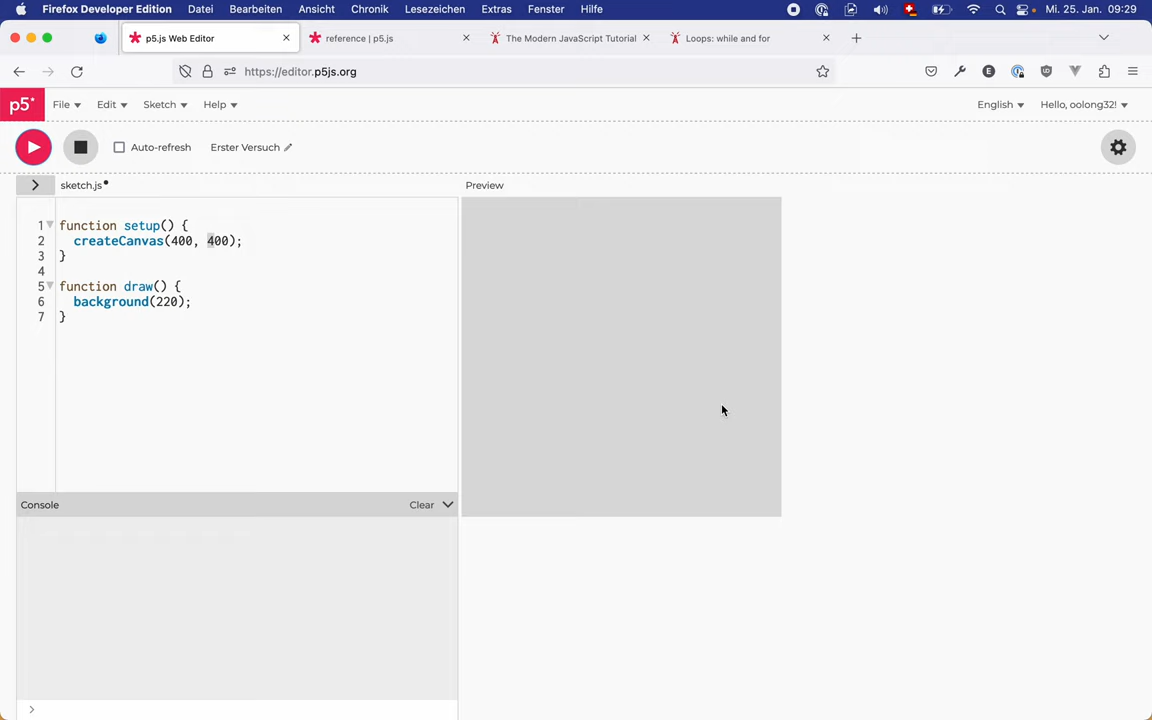 Firefox Developer Edition Datei Bearbeiten Ansicht Chronik Lesezeichen Extras Fenster Hilfe Mi. 25. Jan. 09:29
p5.js Web Editor reference | p5.js The Modern JavaScript Tutorial Loops: while and for
https://editor.p5js.org
p5* File Edit Sketch Help English Hello, oolong32!
Auto-refresh Erster Versuch
sketch.js Preview
1 function setup() {
2 createCanvas(400, 400);
3 }
4
5 function draw() {
6 background(220);
7 }
Console Clear